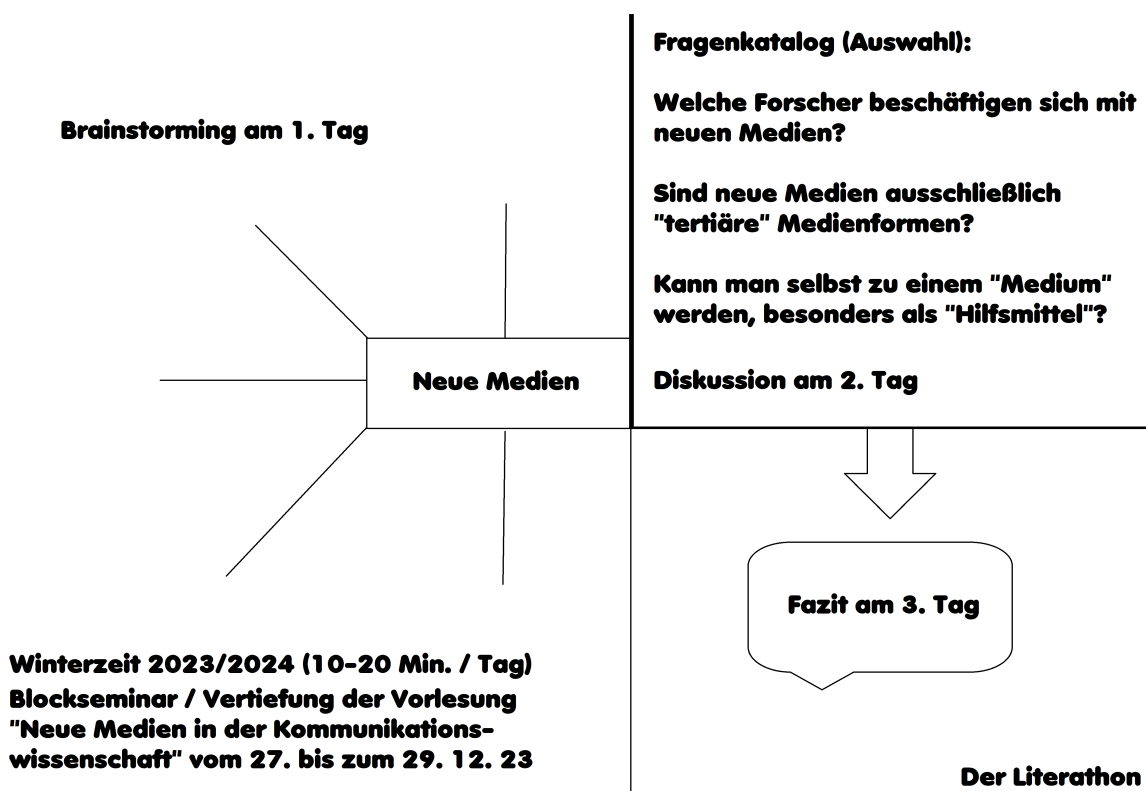 Brainstorming am 1. Tag
Neue Medien
Winterzeit 2023/2024 (10-20 Min. / Tag)
Blockseminar / Vertiefung der Vorlesung
"Neue Medien in der Kommunikations-
wissenschaft" vom 27. bis zum 29. 12. 23
Fragenkatalog (Auswahl):
Welche Forscher beschäftigen sich mit
neuen Medien?
Sind neue Medien ausschließlich
"tertiäre" Medienformen?
Kann man selbst zu einem "Medium"
werden, besonders als "Hilfsmittel"?
Diskussion am 2. Tag
Fazit am 3. Tag
Der Literathon